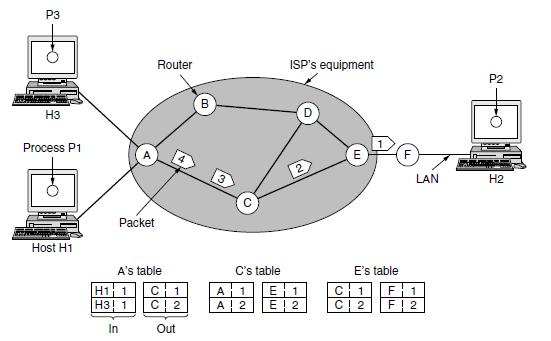 P3
Router
ISP's equipment
P2
B
D
H3
1
Process P1
A
4
E
F
3
2
LAN
H2
C
Packet
Host H1
A's table
C's table
E's table
H1 1 C 1 A 1 E 1 C 1 F 1
H3 1 C 2 A 2 E 2 C 2 F 2
In Out